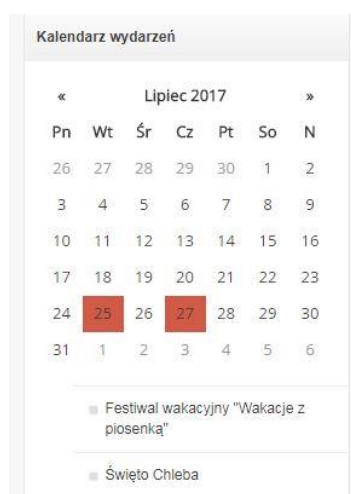 Kalendarz wydarzeń
« Lipiec 2017 »
Pn Wt Śr Cz Pt So N
26 27 28 29 30 1 2
3 4 5 6 7 8 9
10 11 12 13 14 15 16
17 18 19 20 21 22 23
24 25 26 27 28 29 30
31 1 2 3 4 5 6
Festiwal wakacyjny "Wakacje z
piosenką"
Święto Chleba